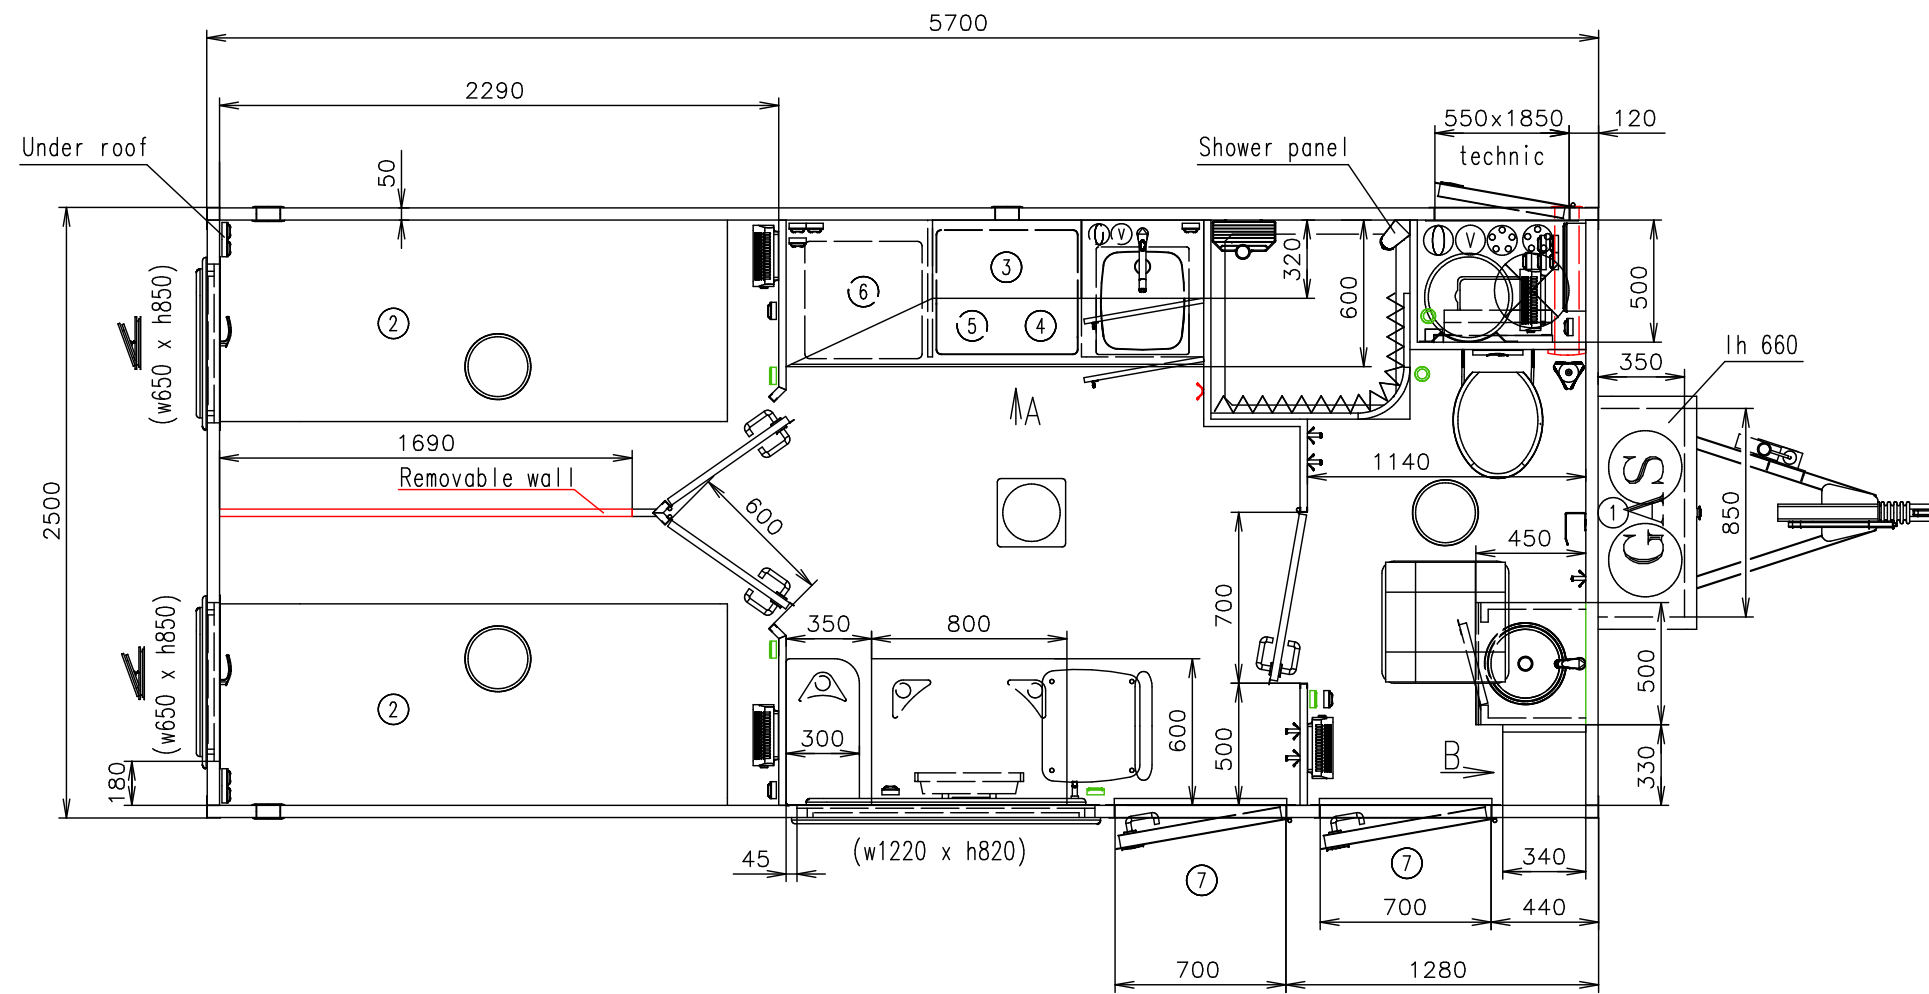 5700
2290
550x1850
120
Under roof
Shower panel
technic
50
V
V
3
320
500
6
600
2
5
4
(w650 x h850)
lh 660
350
A
1690
Removable wall
1140
2500
600
GAS
1
850
450
700
350
800
500
(w650 x h850)
2
300
600
500
B
330
180
45
(w1220 x h820)
340
7
7
700
440
700
1280